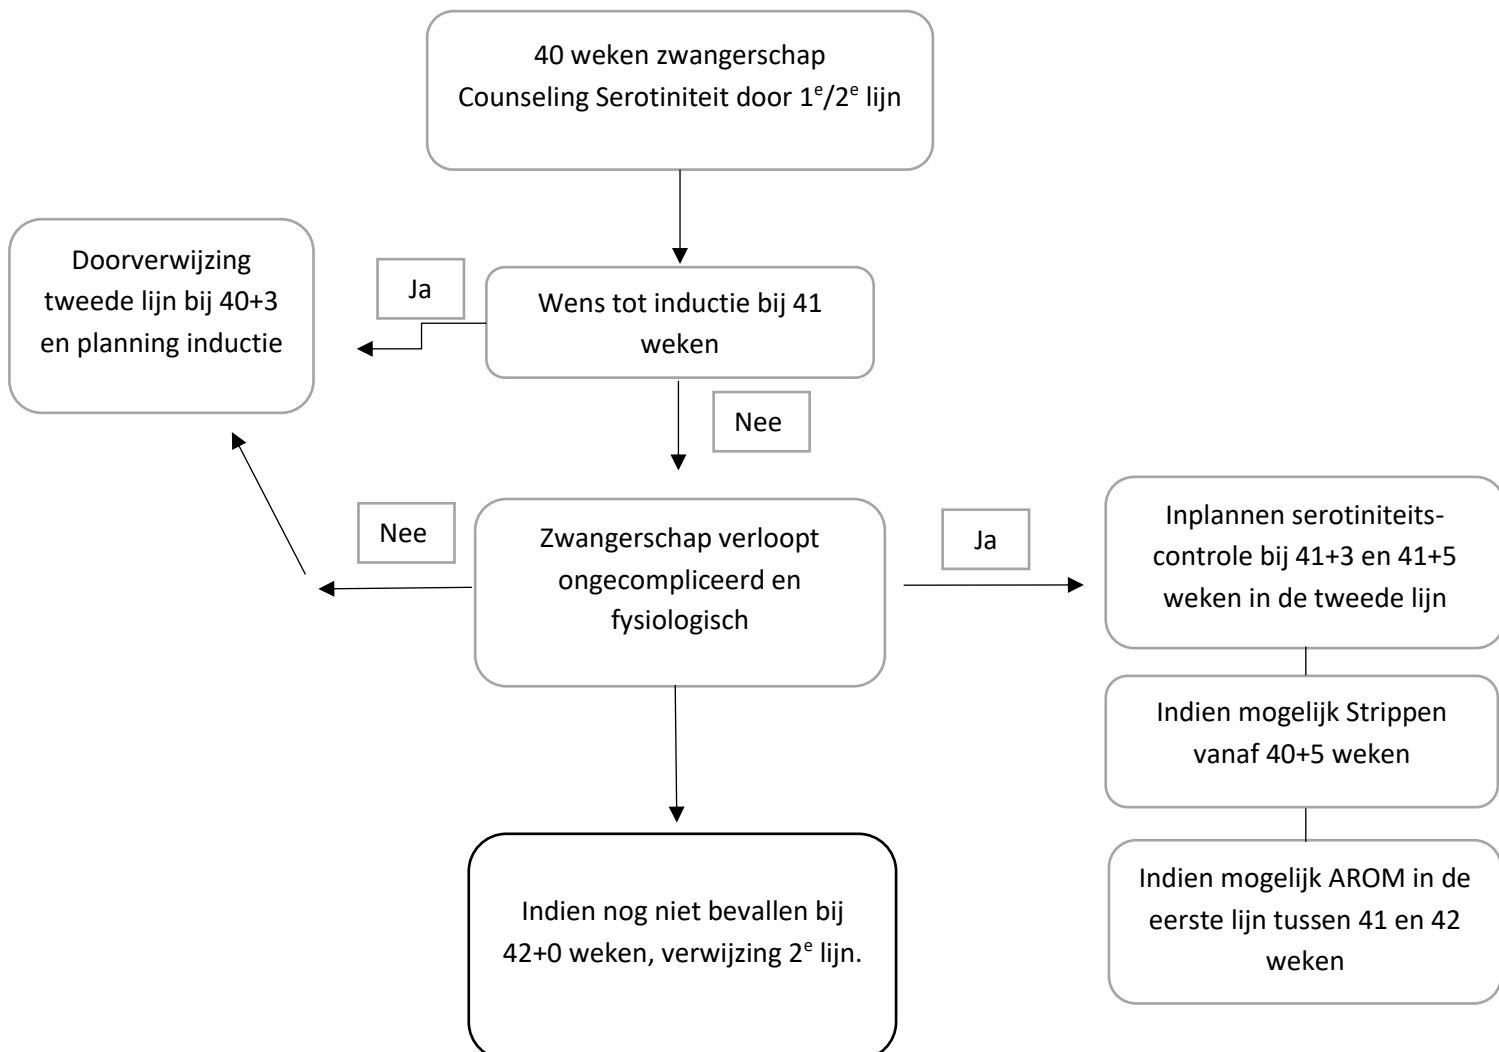 40 weken zwangerschap
Counseling Serotiniteit door 1e/2e lijn
Doorverwijzing
tweede lijn bij 40+3
en planning inductie
Ja
Wens tot inductie bij 41
weken
Nee
Nee
Zwangerschap verloopt
ongecompliceerd en
fysiologisch
Ja
Inplannen serotiniteits-
controle bij 41+3 en 41+5
weken in de tweede lijn
Indien mogelijk Strippen
vanaf 40+5 weken
Indien mogelijk AROM in de
eerste lijn tussen 41 en 42
weken
Indien nog niet bevallen bij
42+0 weken, verwijzing 2e lijn.